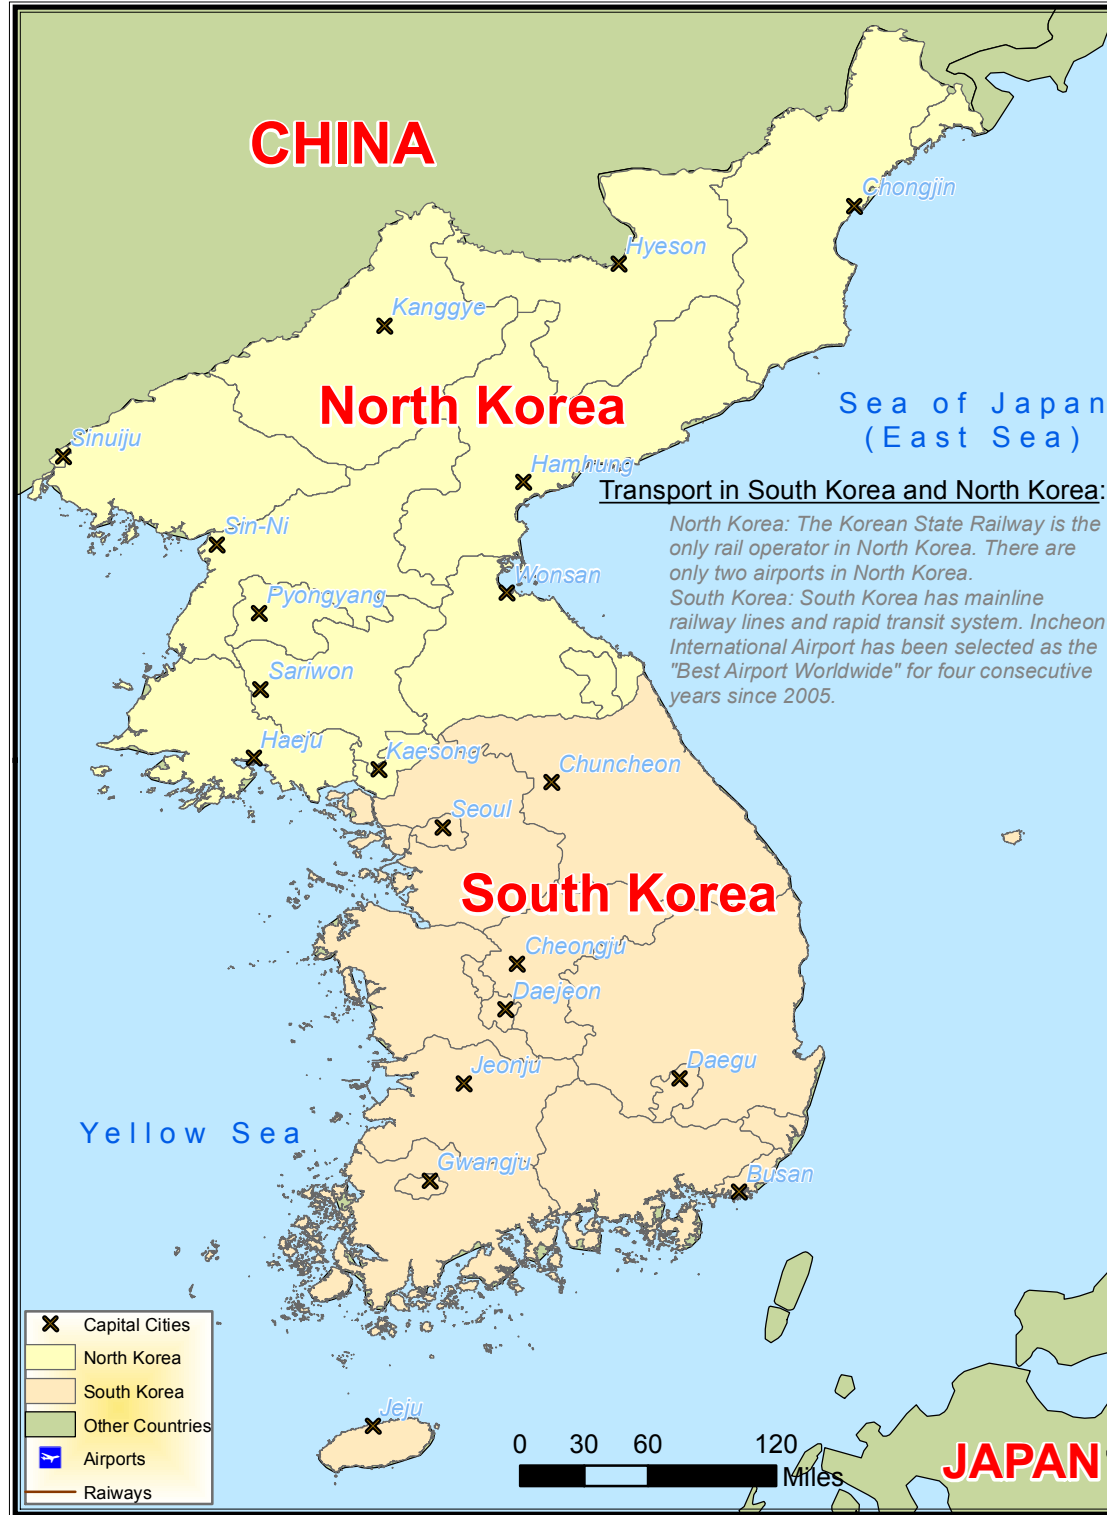 CHINA
Chongjin
Hyeson
Kanggye
North Korea
Sea of Japan
(East Sea)
Sinuiju
Hamhung
Transport in South Korea and North Korea:
North Korea: The Korean State Railway is the
only rail operator in North Korea. There are
only two airports in North Korea.
South Korea: South Korea has mainline
railway lines and rapid transit system. Incheon
International Airport has been selected as the
"Best Airport Worldwide" for four consecutive
years since 2005.
Sin-Ni
Wonsan
Pyongyang
Sariwon
Haeju
Kaesong
Chuncheon
Seoul
South Korea
Cheongju
Daejeon
Jeonju
Daegu
Yellow Sea
Gwangju
Busan
Capital Cities
North Korea
South Korea
Other Countries
Airports
Raiways
Jeju
0 30 60 120
Miles
JAPAN